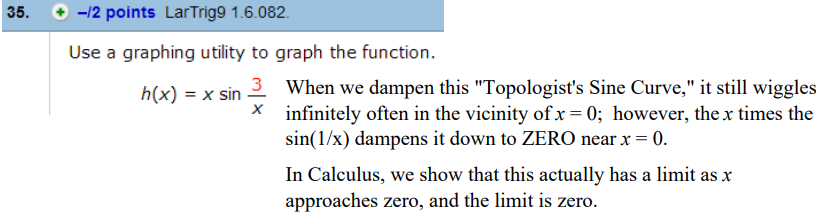 35. + –/2 points LarTrig9 1.6.082.
Use a graphing utility to graph the function.
h(x) = x sin 3/x
When we dampen this "Topologist's Sine Curve," it still wiggles
infinitely often in the vicinity of x = 0; however, the x times the
sin(1/x) dampens it down to ZERO near x = 0.
In Calculus, we show that this actually has a limit as x
approaches zero, and the limit is zero.